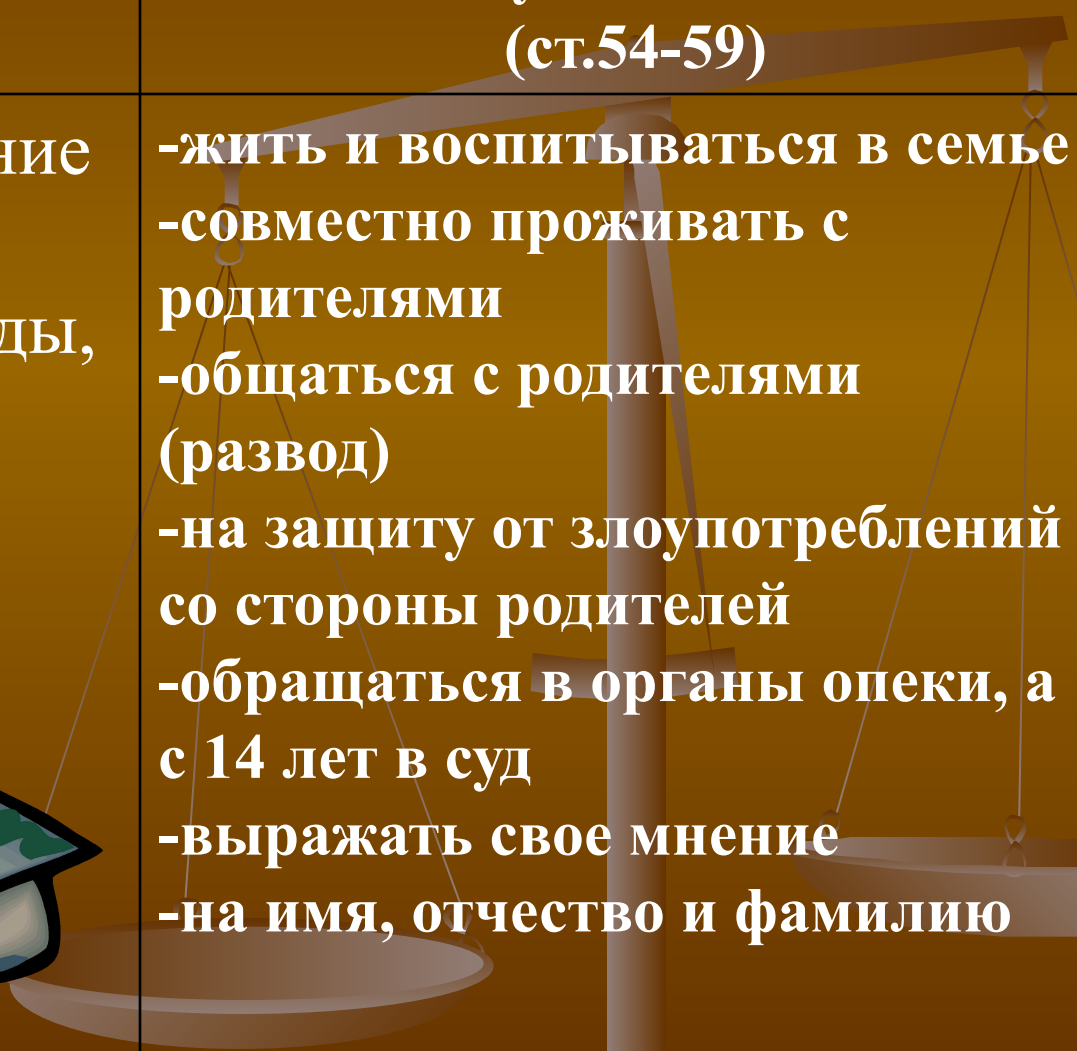 (ст.54-59)
-жить и воспитываться в семье
-совместно проживать с
родителями
-общаться с родителями
(развод)
-на защиту от злоупотреблений
со стороны родителей
-обращаться в органы опеки, а
с 14 лет в суд
-выражать свое мнение
-на имя, отчество и фамилию